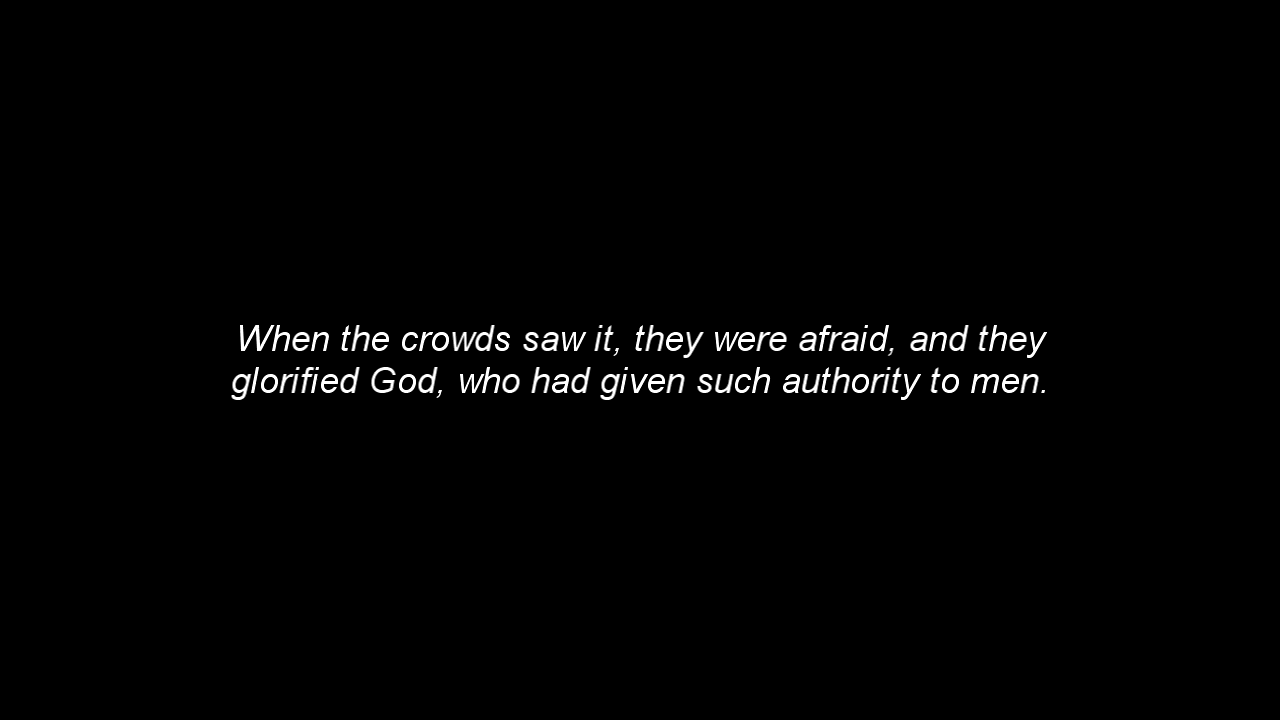 When the crowds saw it, they were afraid, and they
glorified God, who had given such authority to men.